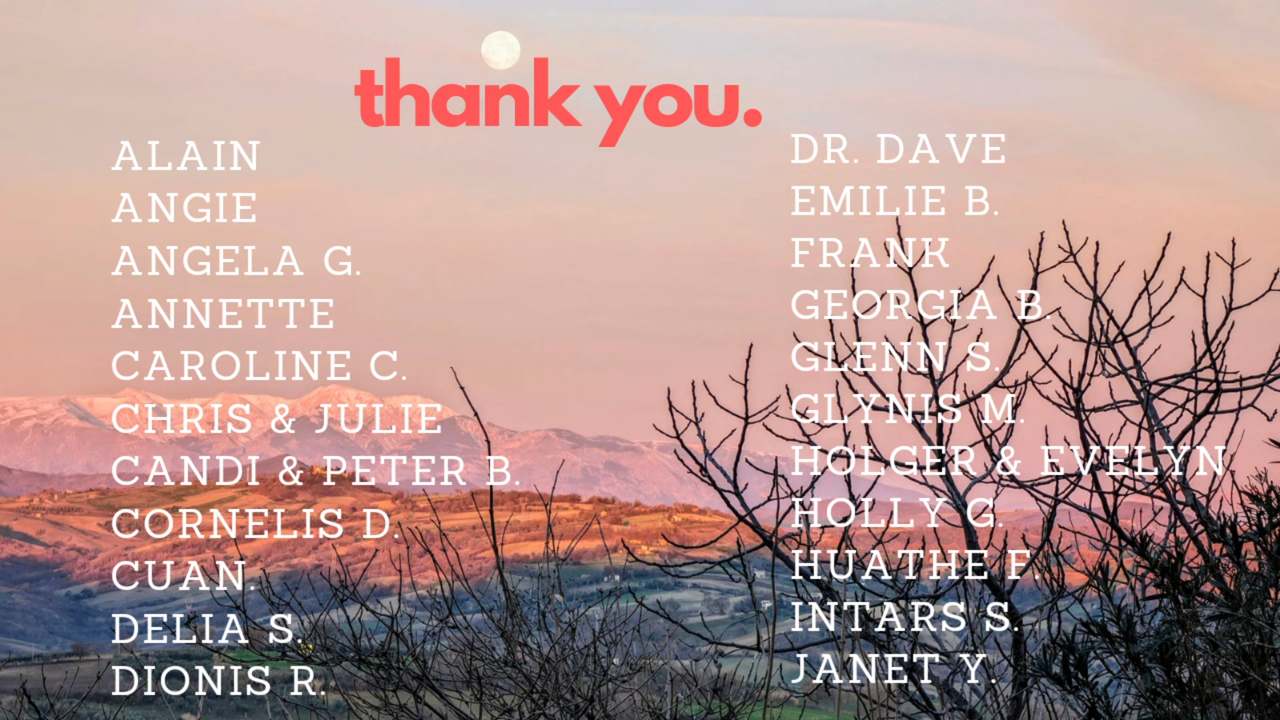 thank you.
ALAIN
ANGIE
ANGELA G.
ANNETTE
CAROLINE C.
CHRIS & JULIE
CANDI & PETER B.
CORNELIS D.
CUAN.
DELIA S.
DIONIS R.
DR. DAVE
EMILIE B.
FRANK
GEORGIA B.
GLENN S.
GLYNIS M.
HOLGER & EVELYN
HOLLY G.
HUATHE F.
INTARS S.
JANET Y.